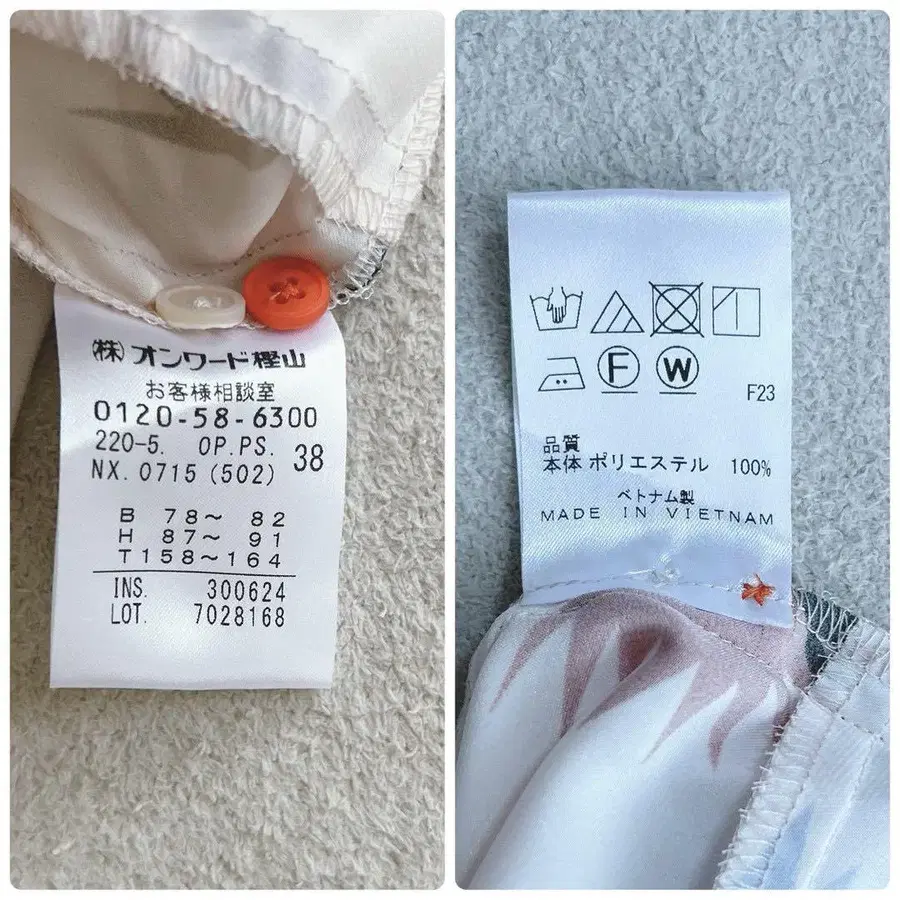 (株)オンワード樫山
お客様相談室
0120-58-6300
220-5. OP.PS. 38
NX. 0715 (502)
B 78〜 82
H 87〜 91
T 158〜164
INS. 300624
LOT. 7028168
F W
F23
品質
本体 ポリエステル 100%
ベトナム製
MADE IN VIETNAM